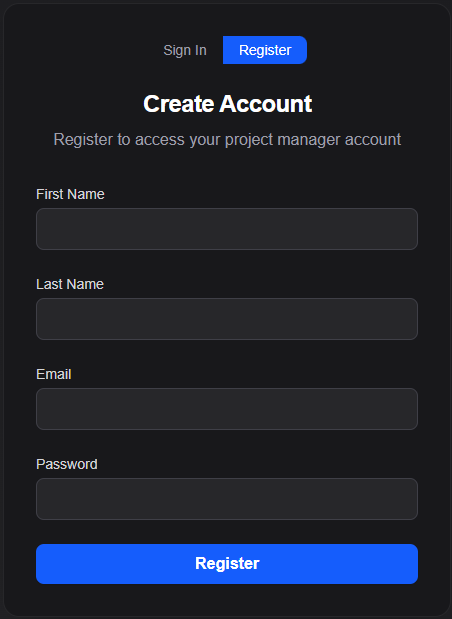 Sign In Register
Create Account
Register to access your project manager account
First Name
Last Name
Email
Password
Register